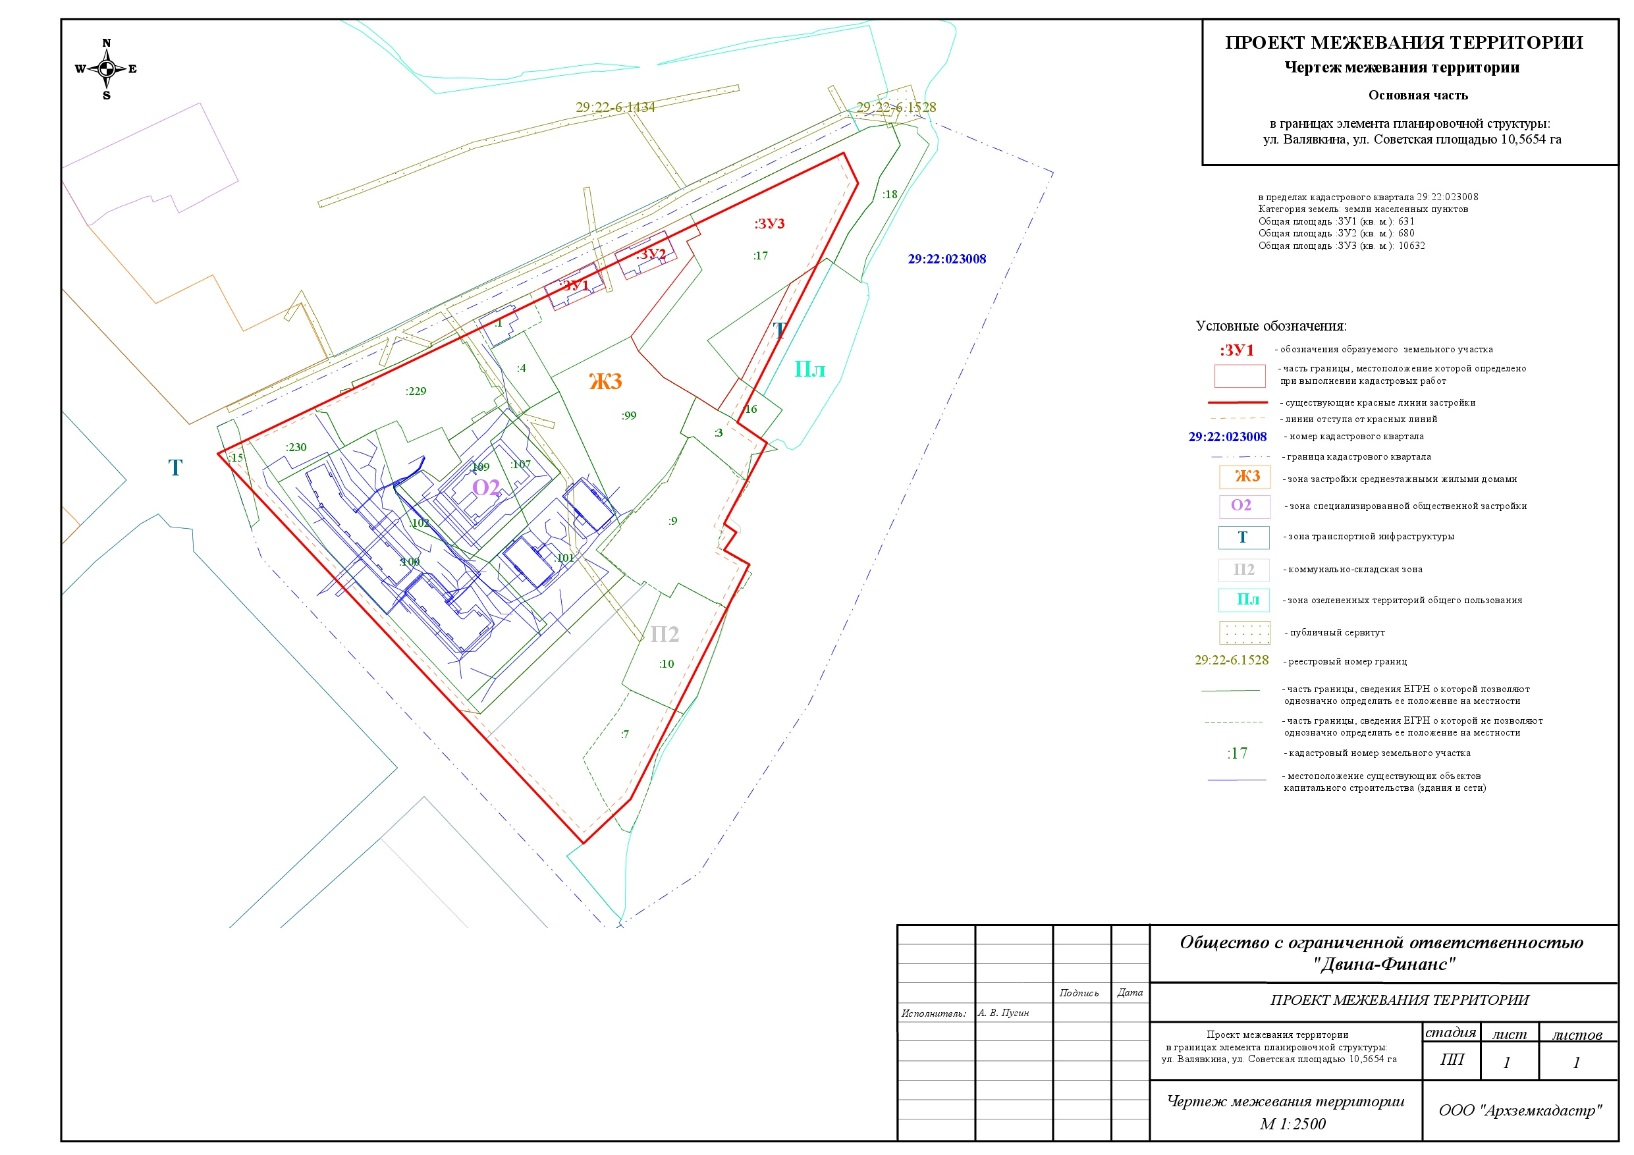 N
W E
S
ПРОЕКТ МЕЖЕВАНИЯ ТЕРРИТОРИИ
Чертеж межевания территории
Основная часть
в границах элемента планировочной структуры:
ул. Валявкина, ул. Советская площадью 10,5654 га
в пределах кадастрового квартала 29:22:023008
Категория земель: земли населенных пунктов
Общая площадь :ЗУ1 (кв. м.): 631
Общая площадь :ЗУ2 (кв. м.): 680
Общая площадь :ЗУ3 (кв. м.): 10632
29:22-6.1434
29:22-6.1528
:18
:ЗУ3
:17
:ЗУ2
29:22:023008
:ЗУ1
:1
Т
:4
Пл
Ж3
:229
:99
:16
:3
:230
:15
Т
:109
:107
О2
:102
:9
:100
:101
П2
:10
:7
Условные обозначения:
:ЗУ1 - обозначения образуемого земельного участка
- часть границы, местоположение которой определено
при выполнении кадастровых работ
- существующие красные линии застройки
- линии отступа от красных линий
29:22:023008 - номер кадастрового квартала
- граница кадастрового квартала
Ж3 - зона застройки среднеэтажными жилыми домами
О2 - зона специализированной общественной застройки
Т - зона транспортной инфраструктуры
П2 - коммунально-складская зона
Пл - зона озелененных территорий общего пользования
- публичный сервитут
29:22-6.1528 - реестровый номер границ
- часть границы, сведения ЕГРН о которой позволяют
однозначно определить ее положение на местности
- часть границы, сведения ЕГРН о которой не позволяют
однозначно определить ее положение на местности
:17 - кадастровый номер земельного участка
- местоположение существующих объектов
капитального строительства (здания и сети)
Общество с ограниченной ответственностью
"Двина-Финанс"
Подпись Дата
ПРОЕКТ МЕЖЕВАНИЯ ТЕРРИТОРИИ
Исполнитель: А. В. Пусин
Проект межевания территории
в границах элемента планировочной структуры:
ул. Валявкина, ул. Советская площадью 10,5654 га
стадия лист листов
ПП 1 1
Чертеж межевания территории
М 1:2500
ООО "Архземкадастр"